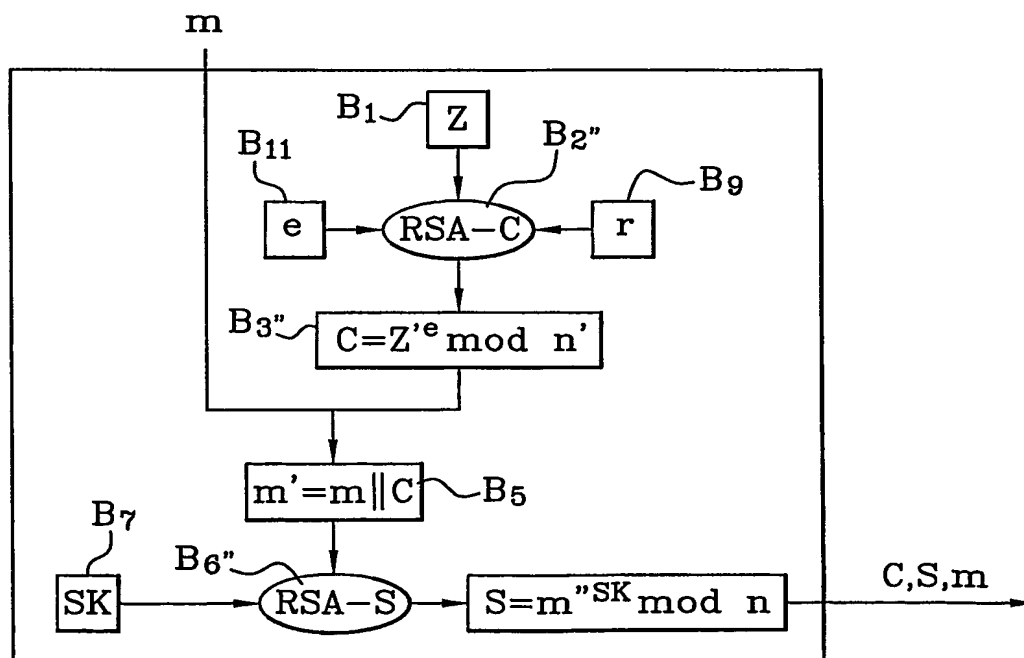 m
B1 Z
B11 B2" B9
e RSA-C r
B3" C=Z'^e mod n'
m'=m||C B5
B7 B6"
SK RSA-S S=m"^SK mod n C,S,m